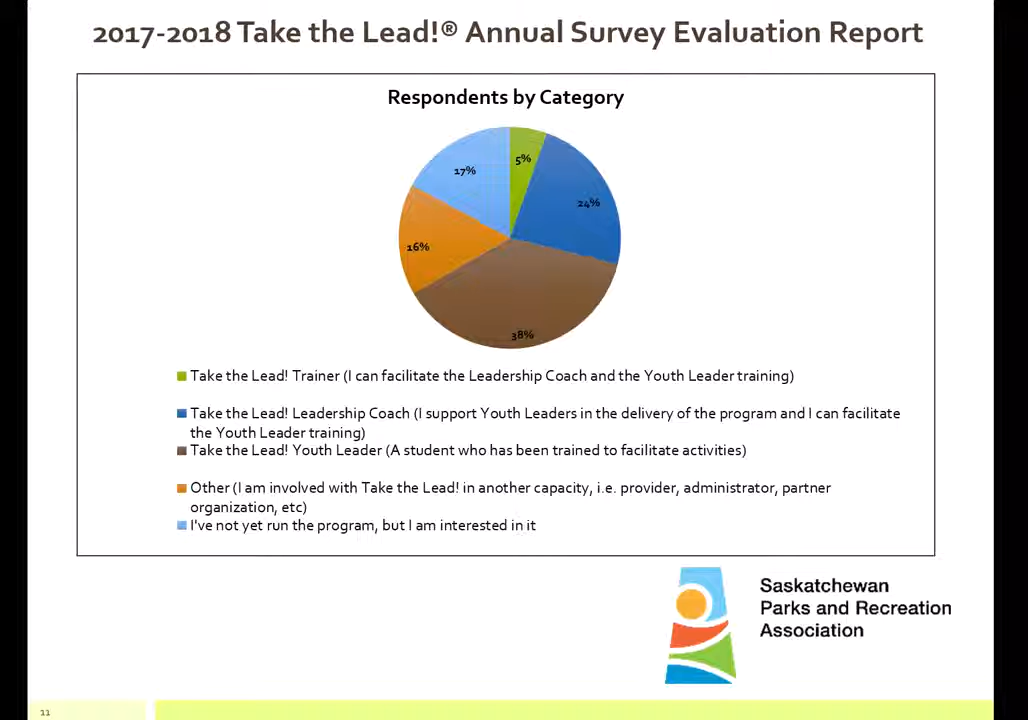 2017-2018 Take the Lead!® Annual Survey Evaluation Report
Respondents by Category
5%
17%
24%
16%
38%
Take the Lead! Trainer (I can facilitate the Leadership Coach and the Youth Leader training)
Take the Lead! Leadership Coach (I support Youth Leaders in the delivery of the program and I can facilitate
the Youth Leader training)
Take the Lead! Youth Leader (A student who has been trained to facilitate activities)
Other (I am involved with Take the Lead! in another capacity, i.e. provider, administrator, partner
organization, etc)
I've not yet run the program, but I am interested in it
Saskatchewan
Parks and Recreation
Association
11